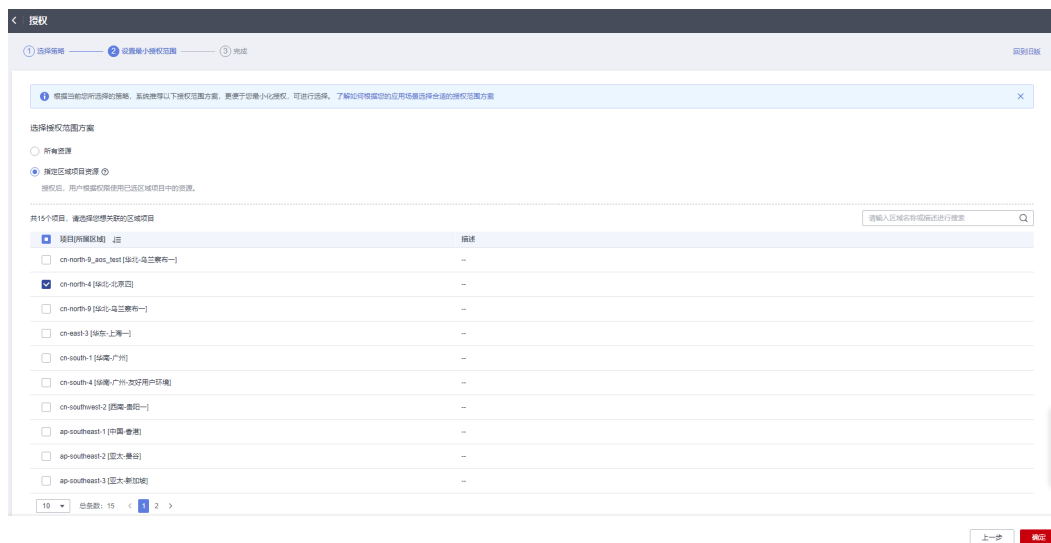 授权
1 选择策略 2 设置最小授权范围 3 完成 回到旧版
根据当前您所选择的策略，系统推荐以下授权范围方案，更便于您最小化授权，可进行选择。了解如何根据您的应用场景选择合适的授权范围方案
选择授权范围方案
所有资源
指定区域项目资源
授权后，用户根据权限使用已选区域项目中的资源。
共15个项目，请选择您想关联的区域项目 请输入区域名称或描述进行搜索
项目[所属区域] 描述
cn-north-9_aos_test [华北-乌兰察布一] --
cn-north-4 [华北-北京四] --
cn-north-9 [华北-乌兰察布一] --
cn-east-3 [华东-上海一] --
cn-south-1 [华南-广州] --
cn-south-4 [华南-广州-友好用户环境] --
cn-southwest-2 [西南-贵阳一] --
ap-southeast-1 [中国-香港] --
ap-southeast-2 [亚太-曼谷] --
ap-southeast-3 [亚太-新加坡] --
10 总条数：15 < 1 2 >
上一步 确定